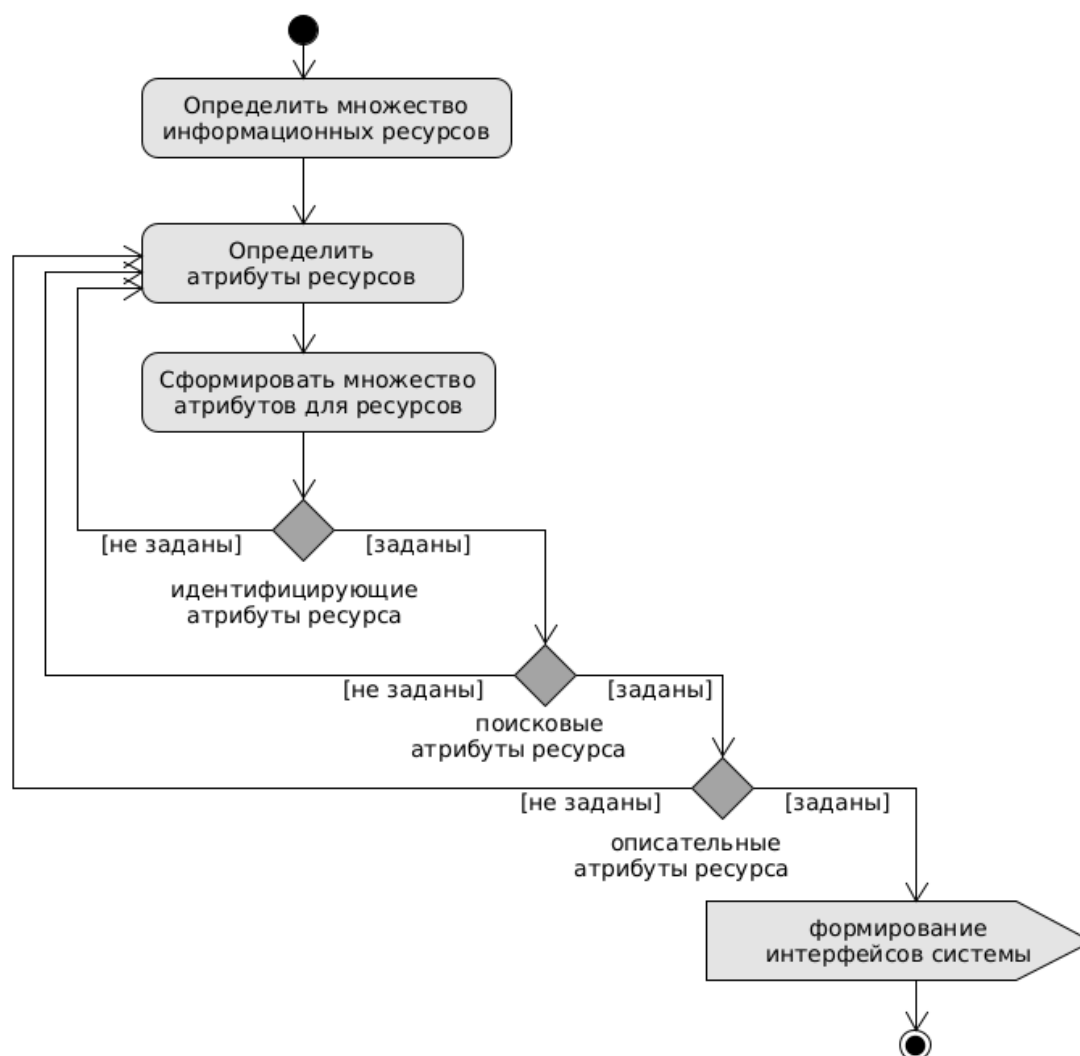 Определить множество
информационных ресурсов
Определить
атрибуты ресурсов
Сформировать множество
атрибутов для ресурсов
[не заданы]
[заданы]
идентифицирующие
атрибуты ресурса
[не заданы]
[заданы]
поисковые
атрибуты ресурса
[не заданы]
[заданы]
описательные
атрибуты ресурса
формирование
интерфейсов системы